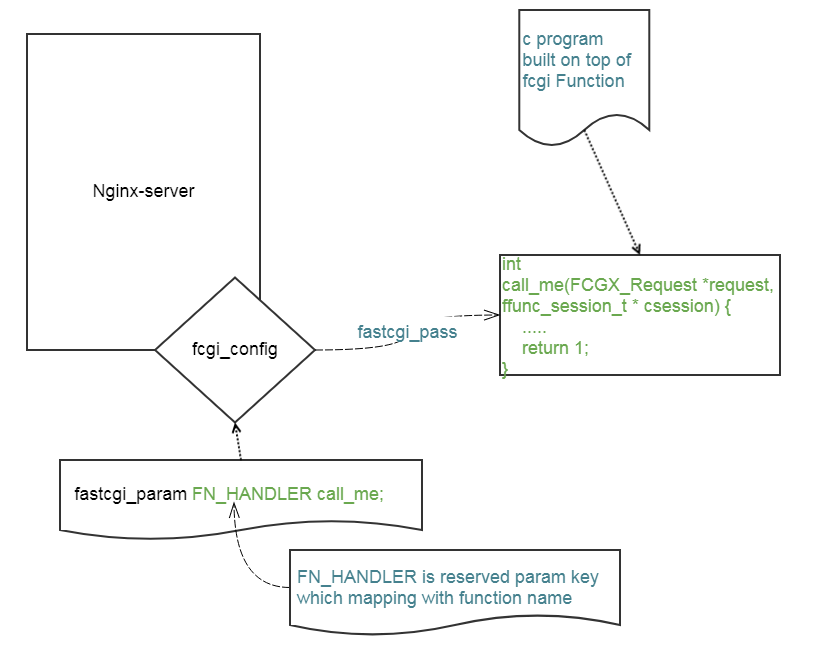 c program
built on top of
fcgi Function
Nginx-server
int
call_me(FCGX_Request *request,
ffunc_session_t * csession) {
.....
return 1;
}
fastcgi_pass
fcgi_config
fastcgi_param FN_HANDLER call_me;
FN_HANDLER is reserved param key
which mapping with function name